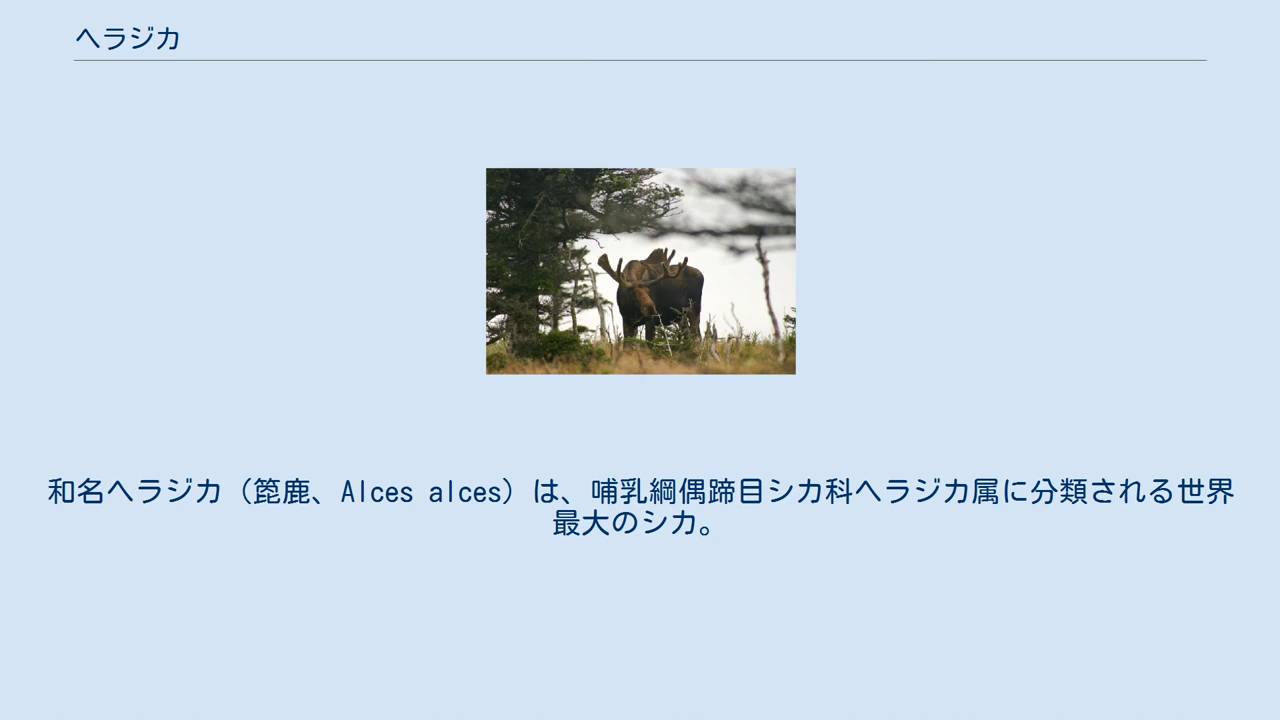 ヘラジカ
和名ヘラジカ（箆鹿、Alces alces）は、哺乳綱偶蹄目シカ科ヘラジカ属に分類される世界
最大のシカ。